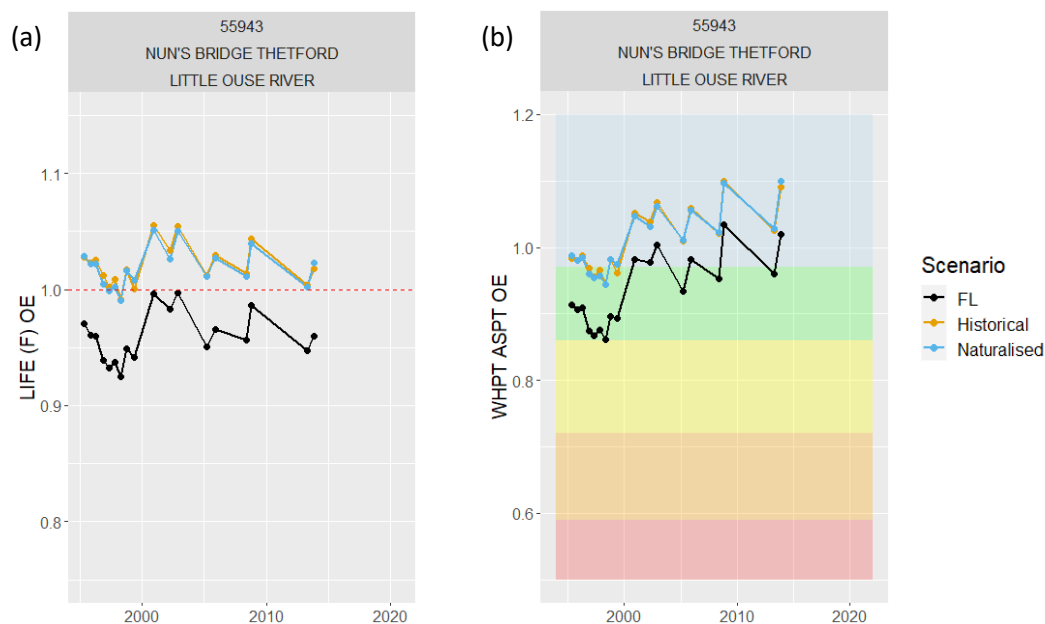 (a)
55943
NUN'S BRIDGE THETFORD
LITTLE OUSE RIVER
LIFE (F) OE
1.1
1.0
0.9
0.8
2000
2010
2020
(b)
55943
NUN'S BRIDGE THETFORD
LITTLE OUSE RIVER
WHPT ASPT OE
1.2
1.0
0.8
0.6
2000
2010
2020
Scenario
FL
Historical
Naturalised